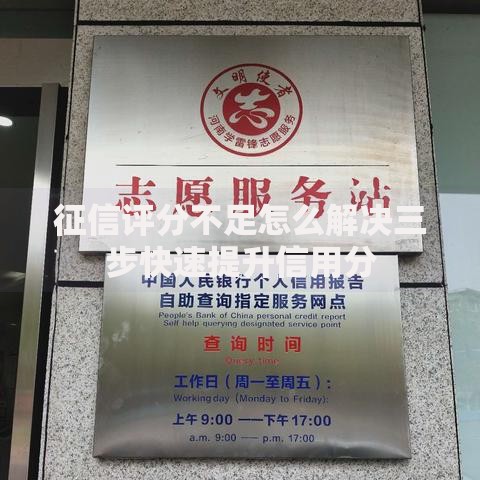 文明使者
志
河南学雷锋志愿服务
志愿服务站
征信评分不足怎么解决三
步快速提升信用分
中国人民银行个人信用报告
自助查询指定服务网点
People's Bank of China personal credit report
Self help querying designated service point
查询时间
Query time
工作日（周一至周五）：
Working day (Monday to Friday):
上午 9:00 —— 下午 17:00
a.m. 9:00 —— p.m. 17:00